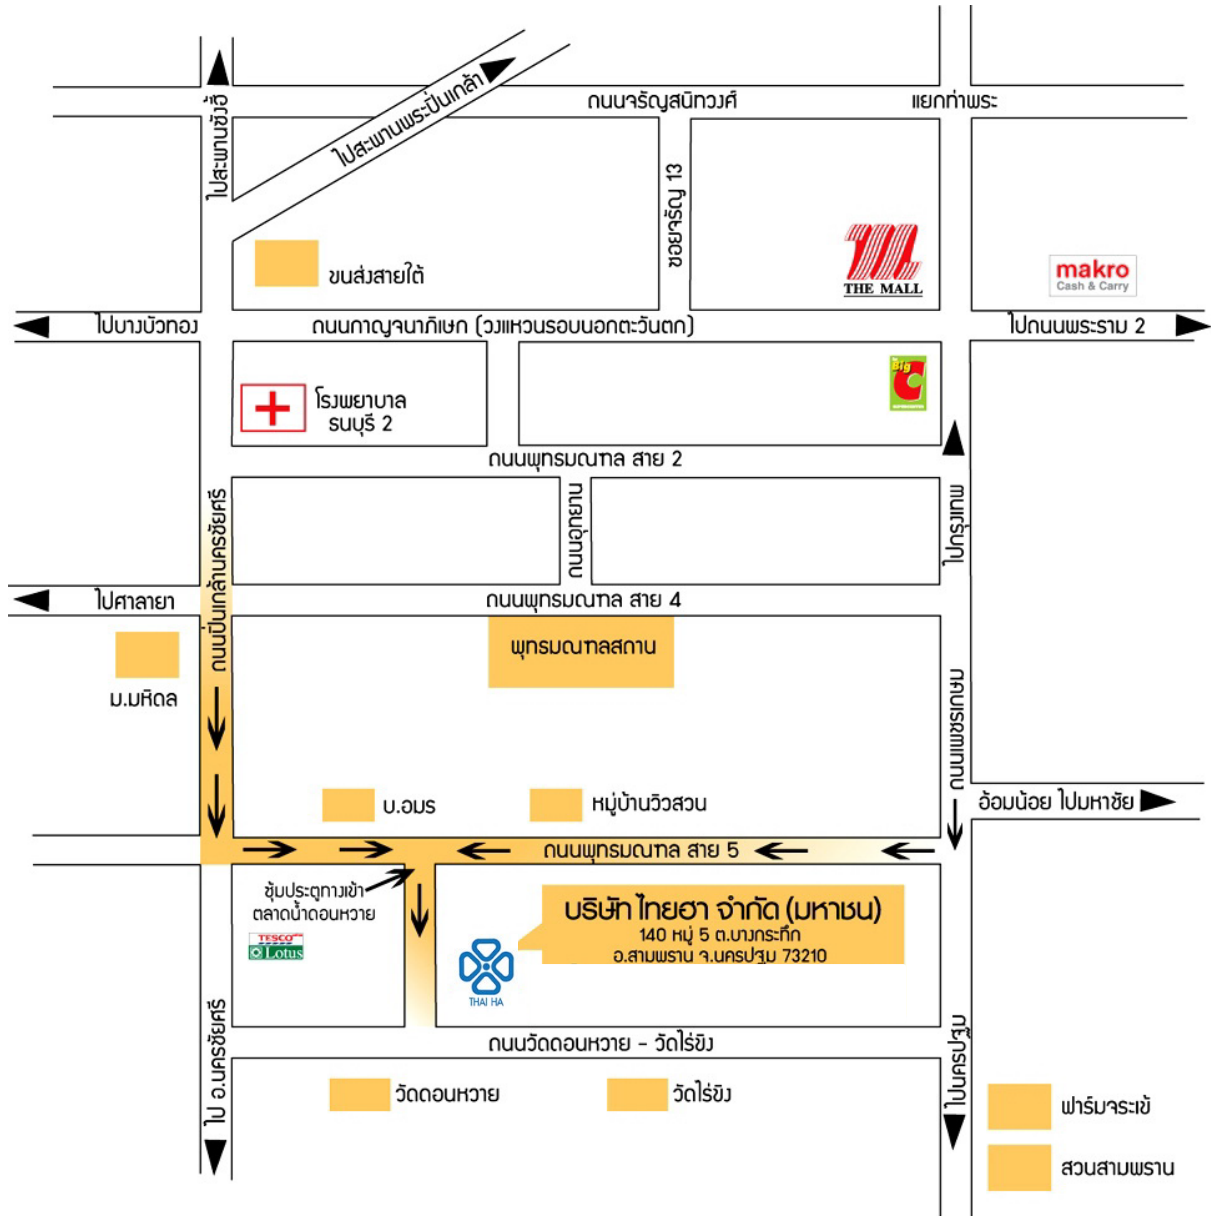 ถนนจรัญสนิทวงศ์
แยกท่าพระ
ไปสะพานซังฮี้
ไปสะพานพระปิ่นเกล้า
ซอยจรัญ 13
ขนส่งสายใต้
THE MALL
makro
Cash & Carry
ไปบางบัวทอง
ถนนกาญจนาภิเษก (วงแหวนรอบนอกตะวันตก)
ไปถนนพระราม 2
โรงพยาบาล
ธนบุรี 2
Big
C
ถนนพุทธมณฑล สาย 2
ถนนปิ่นเกล้านครชัยศรี
ถนนอุทยาน
ไปกรุงเทพ
ไปศาลายา
ถนนพุทธมณฑล สาย 4
พุทธมณฑลสถาน
ม.มหิดล
ถนนเพชรเกษม
บ.อมร
หมู่บ้านวิวสวน
อ้อมน้อย ไปมหาชัย
ถนนพุทธมณฑล สาย 5
ซุ้มประตูทางเข้า
ตลาดน้ำดอนหวาย
TESCO
Lotus
บริษัท ไทยฮา จำกัด (มหาชน)
140 หมู่ 5 ต.บางกระทึก
อ.สามพราน จ.นครปฐม 73210
THAI HA
ถนนวัดดอนหวาย - วัดไร่ขิง
ไป อ.นครชัยศรี
ไปนครปฐม
วัดดอนหวาย
วัดไร่ขิง
ฟาร์มจระเข้
สวนสามพราน